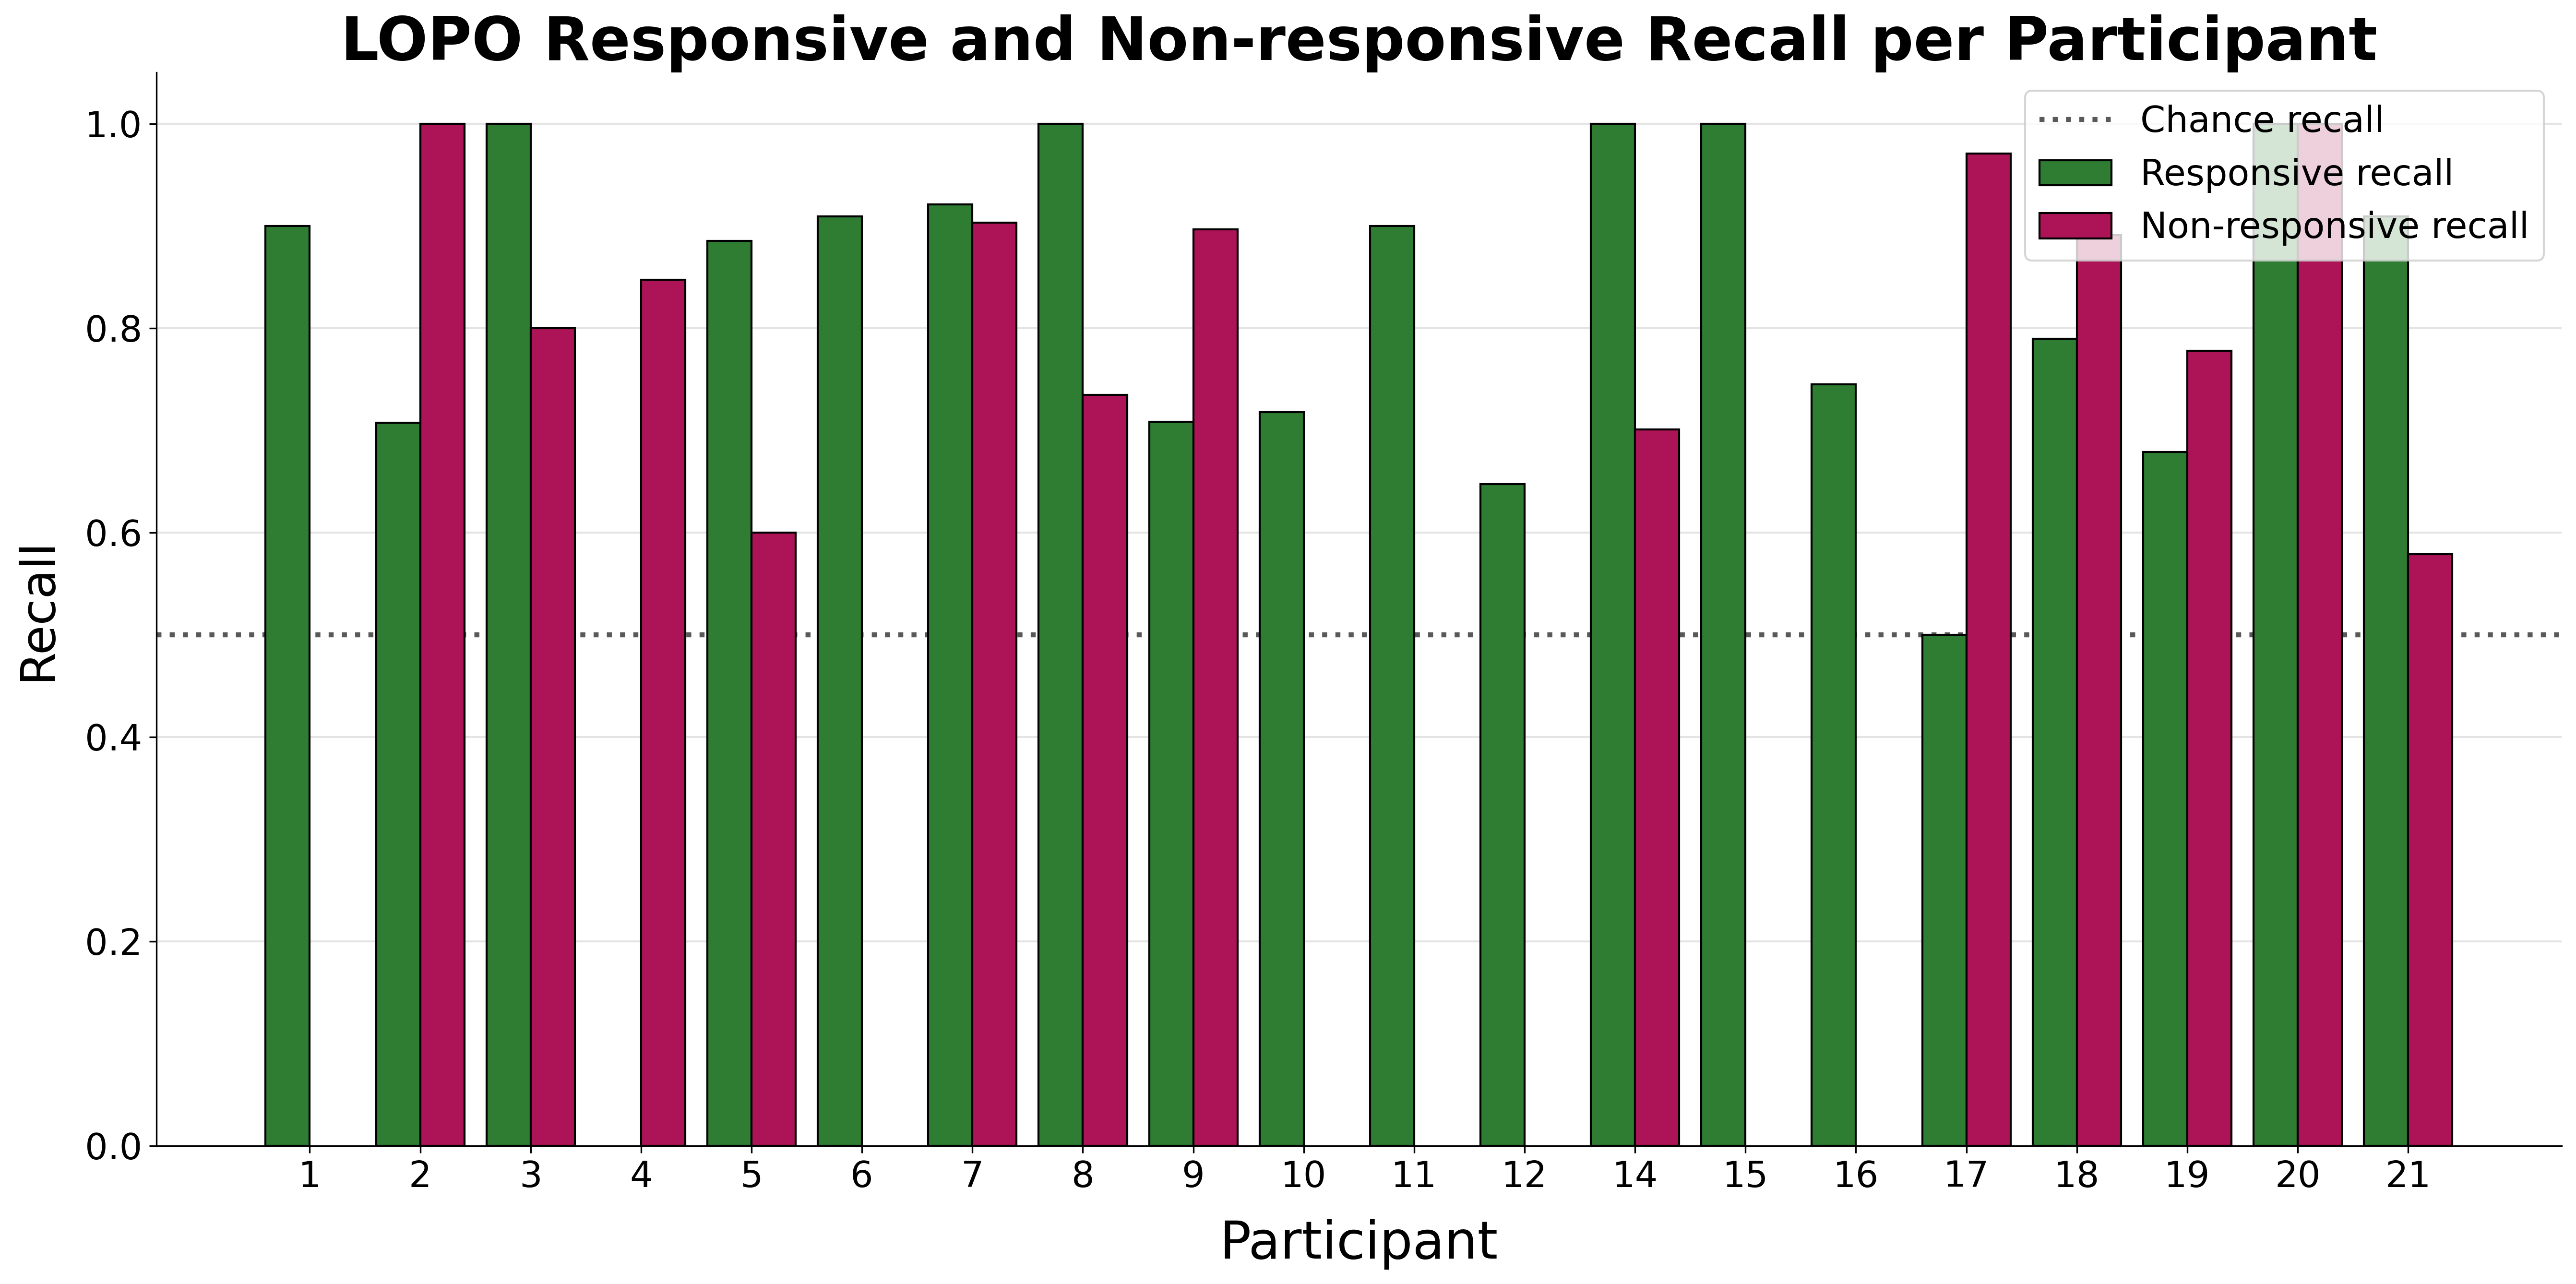 LOPO Responsive and Non-responsive Recall per Participant
Chance recall
Responsive recall
Non-responsive recall
Recall
1.0
0.8
0.6
0.4
0.2
0.0
1 2 3 4 5 6 7 8 9 10 11 12 14 15 16 17 18 19 20 21
Participant